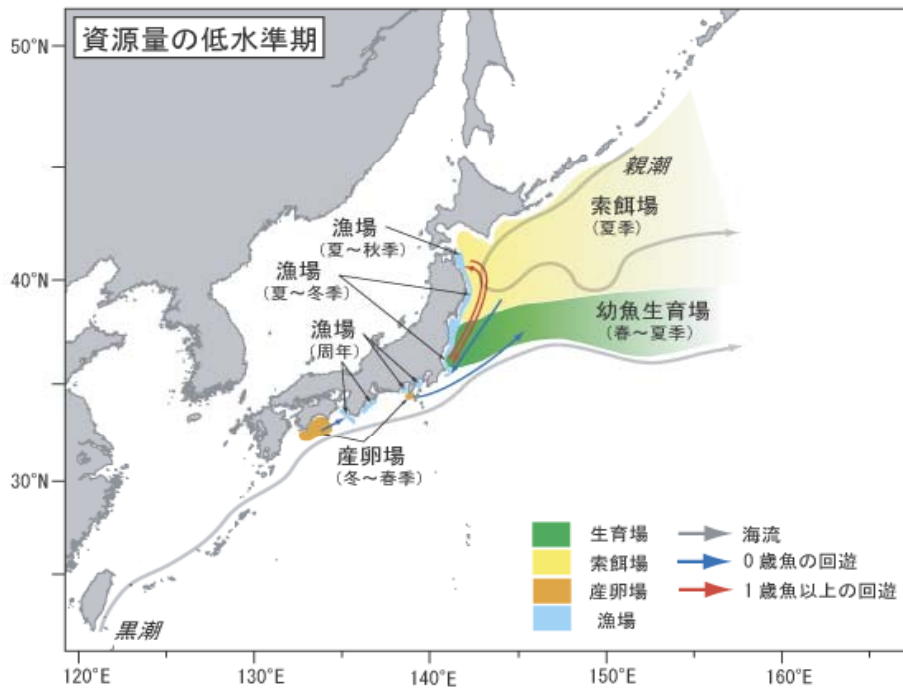 資源量の低水準期
50°N
40°N
30°N
親潮
索餌場
(夏季)
漁場
(夏～秋季)
漁場
(夏～冬季)
漁場
(周年)
幼魚生育場
(春～夏季)
産卵場
(冬～春季)
黒潮
生育場
索餌場
産卵場
漁場
海流
0歳魚の回遊
1歳魚以上の回遊
120°E
130°E
140°E
150°E
160°E